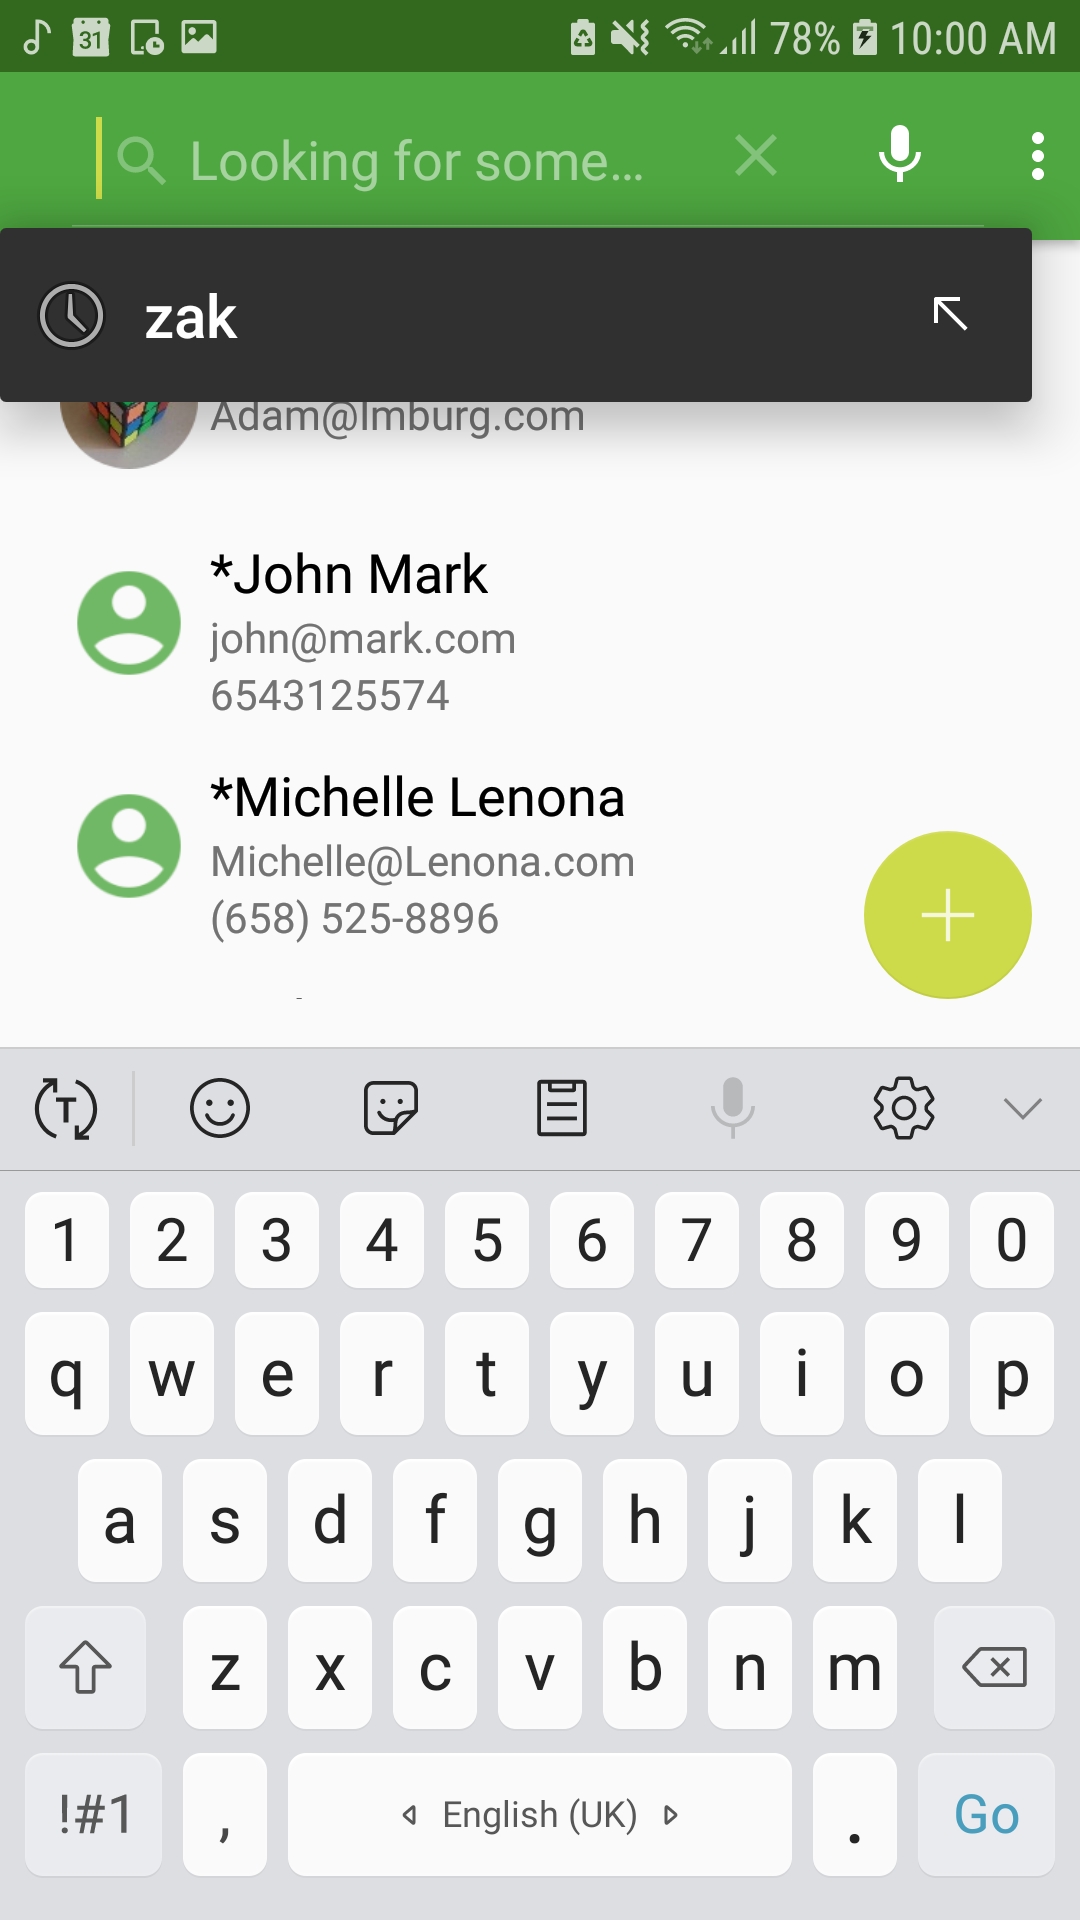 31 78% 10:00 AM
Looking for some...
zak
Adam@Imburg.com
*John Mark
john@mark.com
6543125574
*Michelle Lenona
Michelle@Lenona.com
(658) 525-8896
T
1 2 3 4 5 6 7 8 9 0
q w e r t y u i o p
a s d f g h j k l
z x c v b n m
!#1 , English (UK) . Go